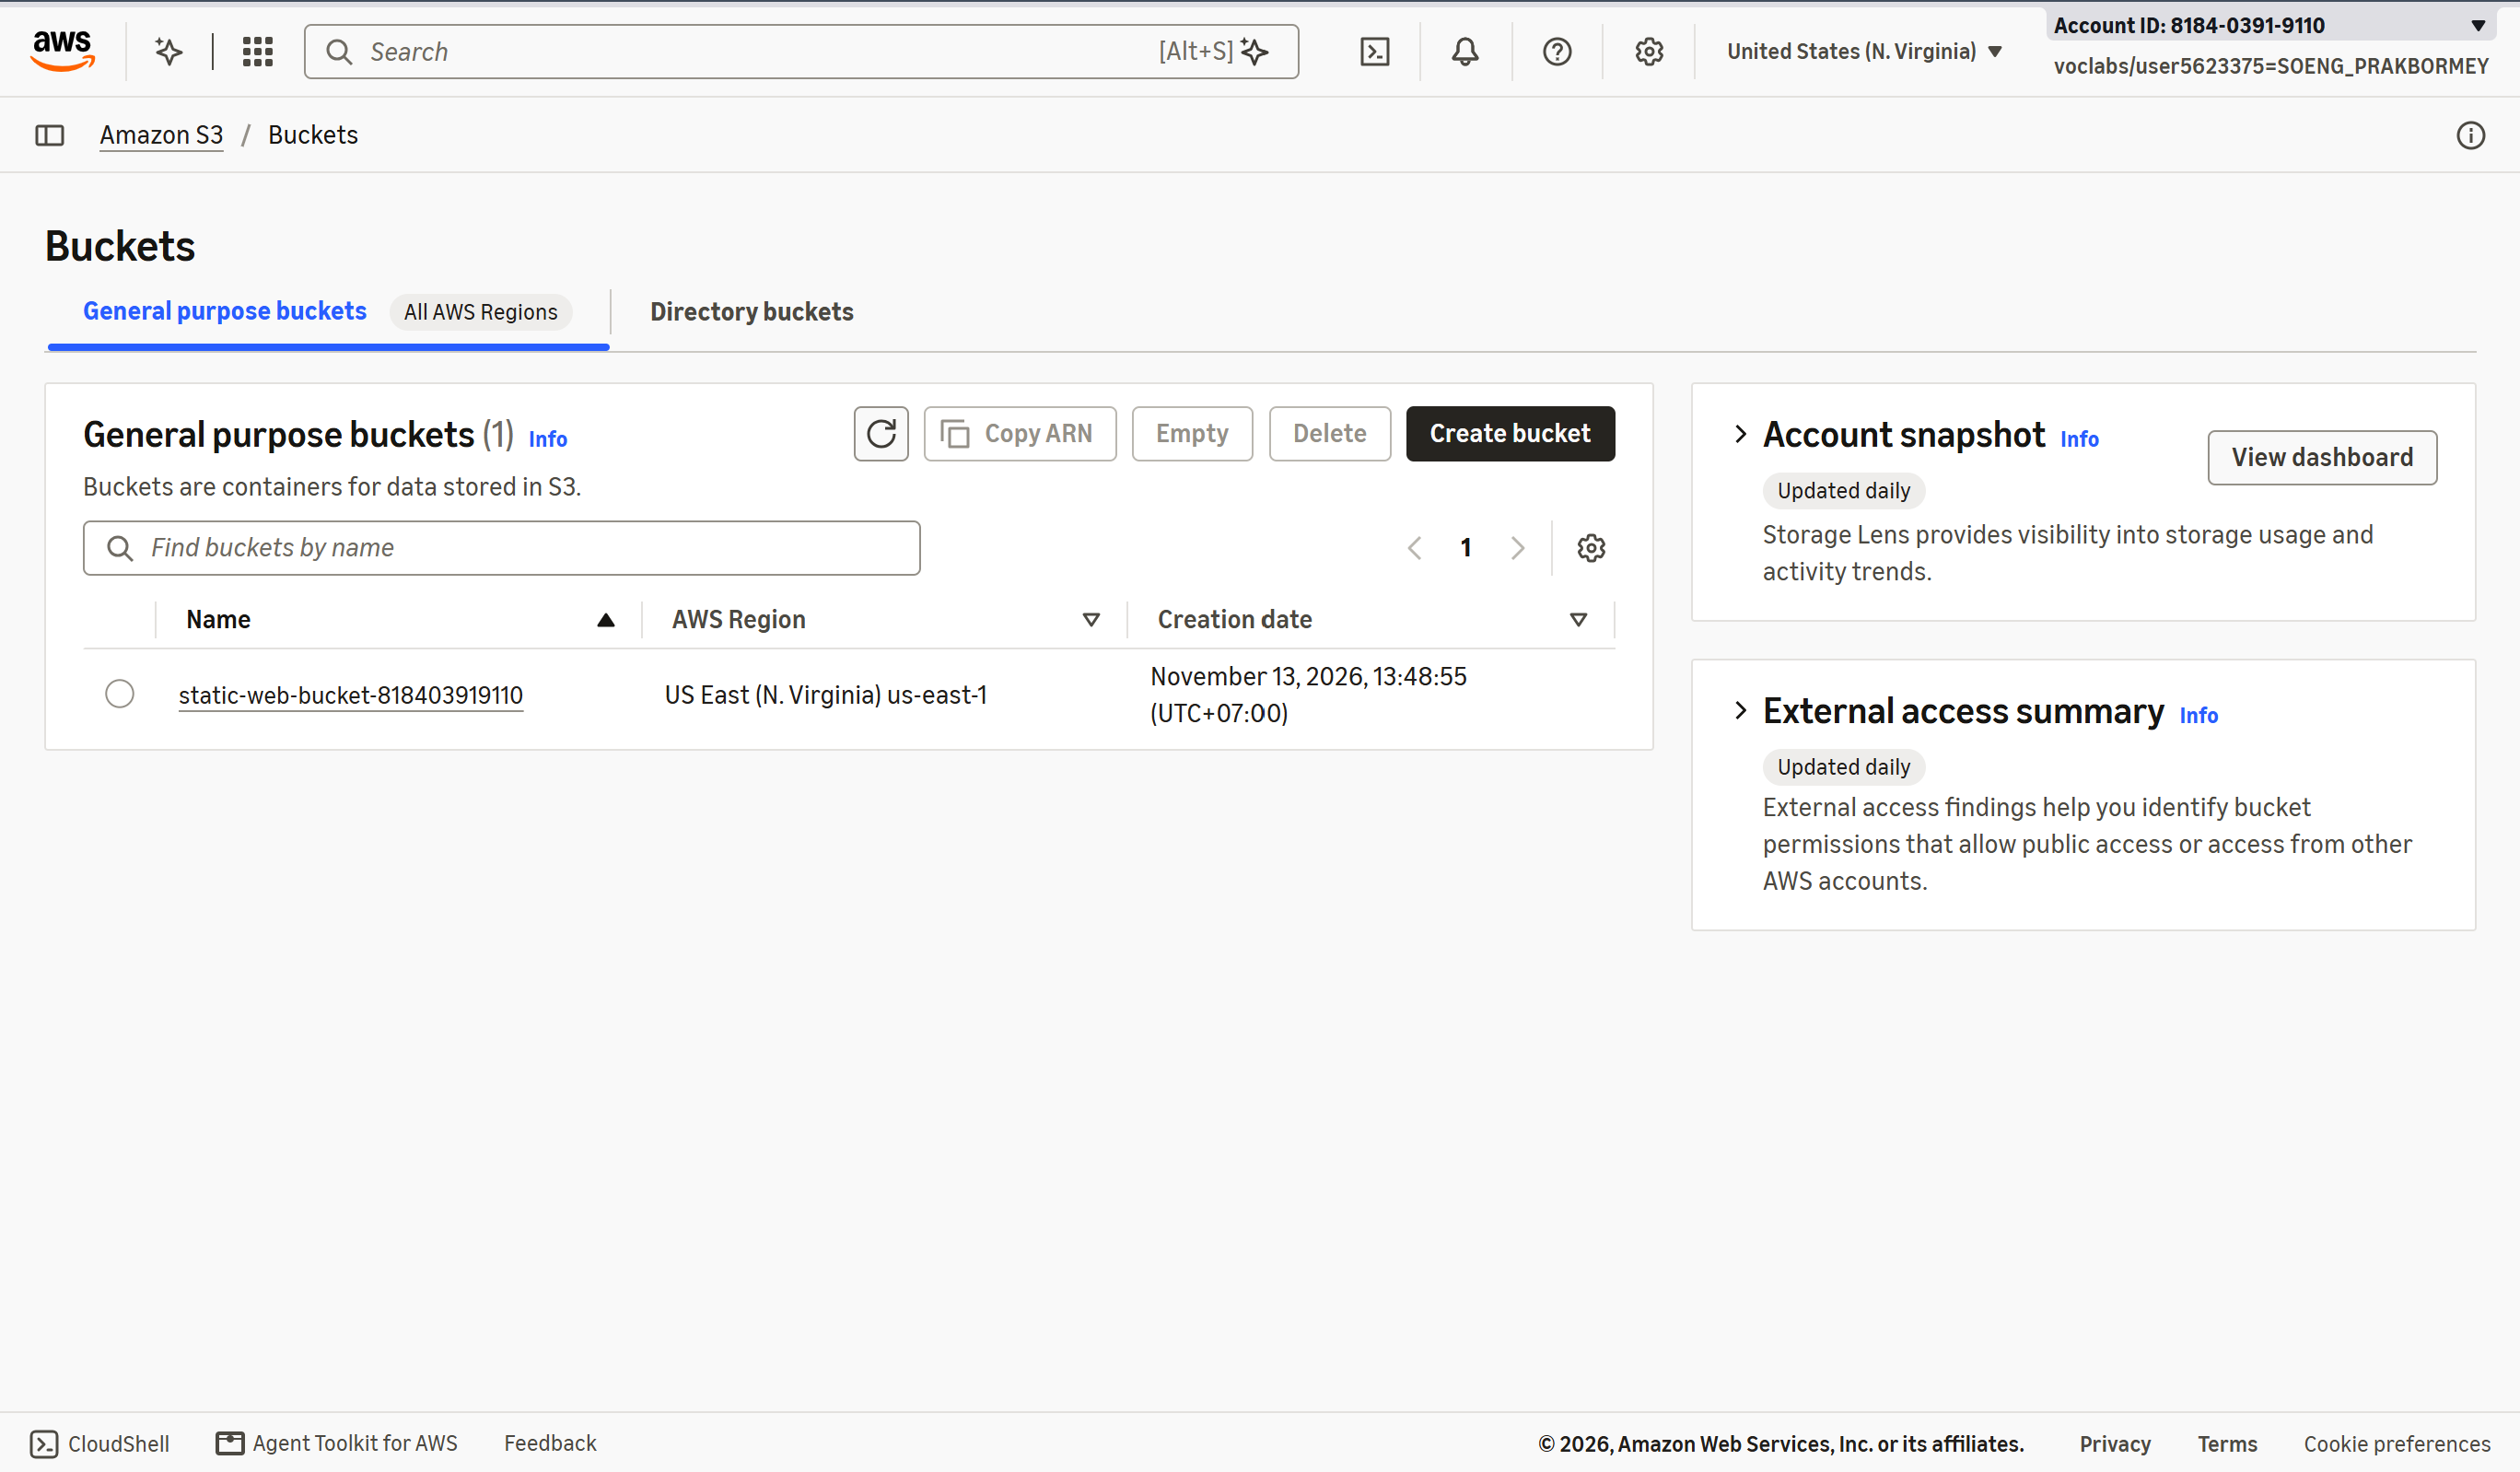 aws
Search [Alt+S]
United States (N. Virginia)
Account ID: 8184-0391-9110
voclabs/user5623375=SOENG_PRAKBORMEY
Amazon S3 / Buckets
Buckets
General purpose buckets All AWS Regions Directory buckets
General purpose buckets (1) Info
Copy ARN Empty Delete Create bucket
Buckets are containers for data stored in S3.
Find buckets by name
1
Name AWS Region Creation date
static-web-bucket-818403919110 US East (N. Virginia) us-east-1 November 13, 2026, 13:48:55
(UTC+07:00)
Account snapshot Info
View dashboard
Updated daily
Storage Lens provides visibility into storage usage and
activity trends.
External access summary Info
Updated daily
External access findings help you identify bucket
permissions that allow public access or access from other
AWS accounts.
CloudShell Agent Toolkit for AWS Feedback © 2026, Amazon Web Services, Inc. or its affiliates. Privacy Terms Cookie preferences